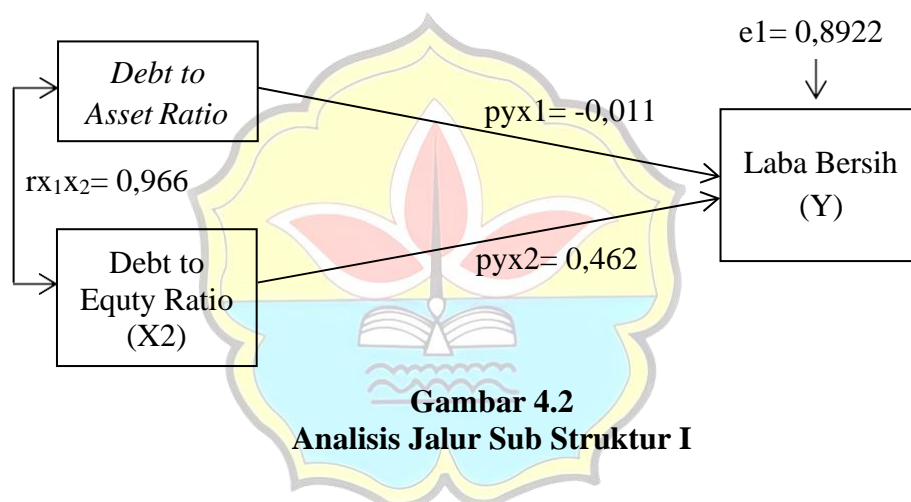 e1= 0,8922
Debt to
Asset Ratio
pyx1= -0,011
Laba Bersih
(Y)
rx₁x₂= 0,966
Debt to
Equty Ratio
(X2)
pyx2= 0,462
Gambar 4.2
Analisis Jalur Sub Struktur I